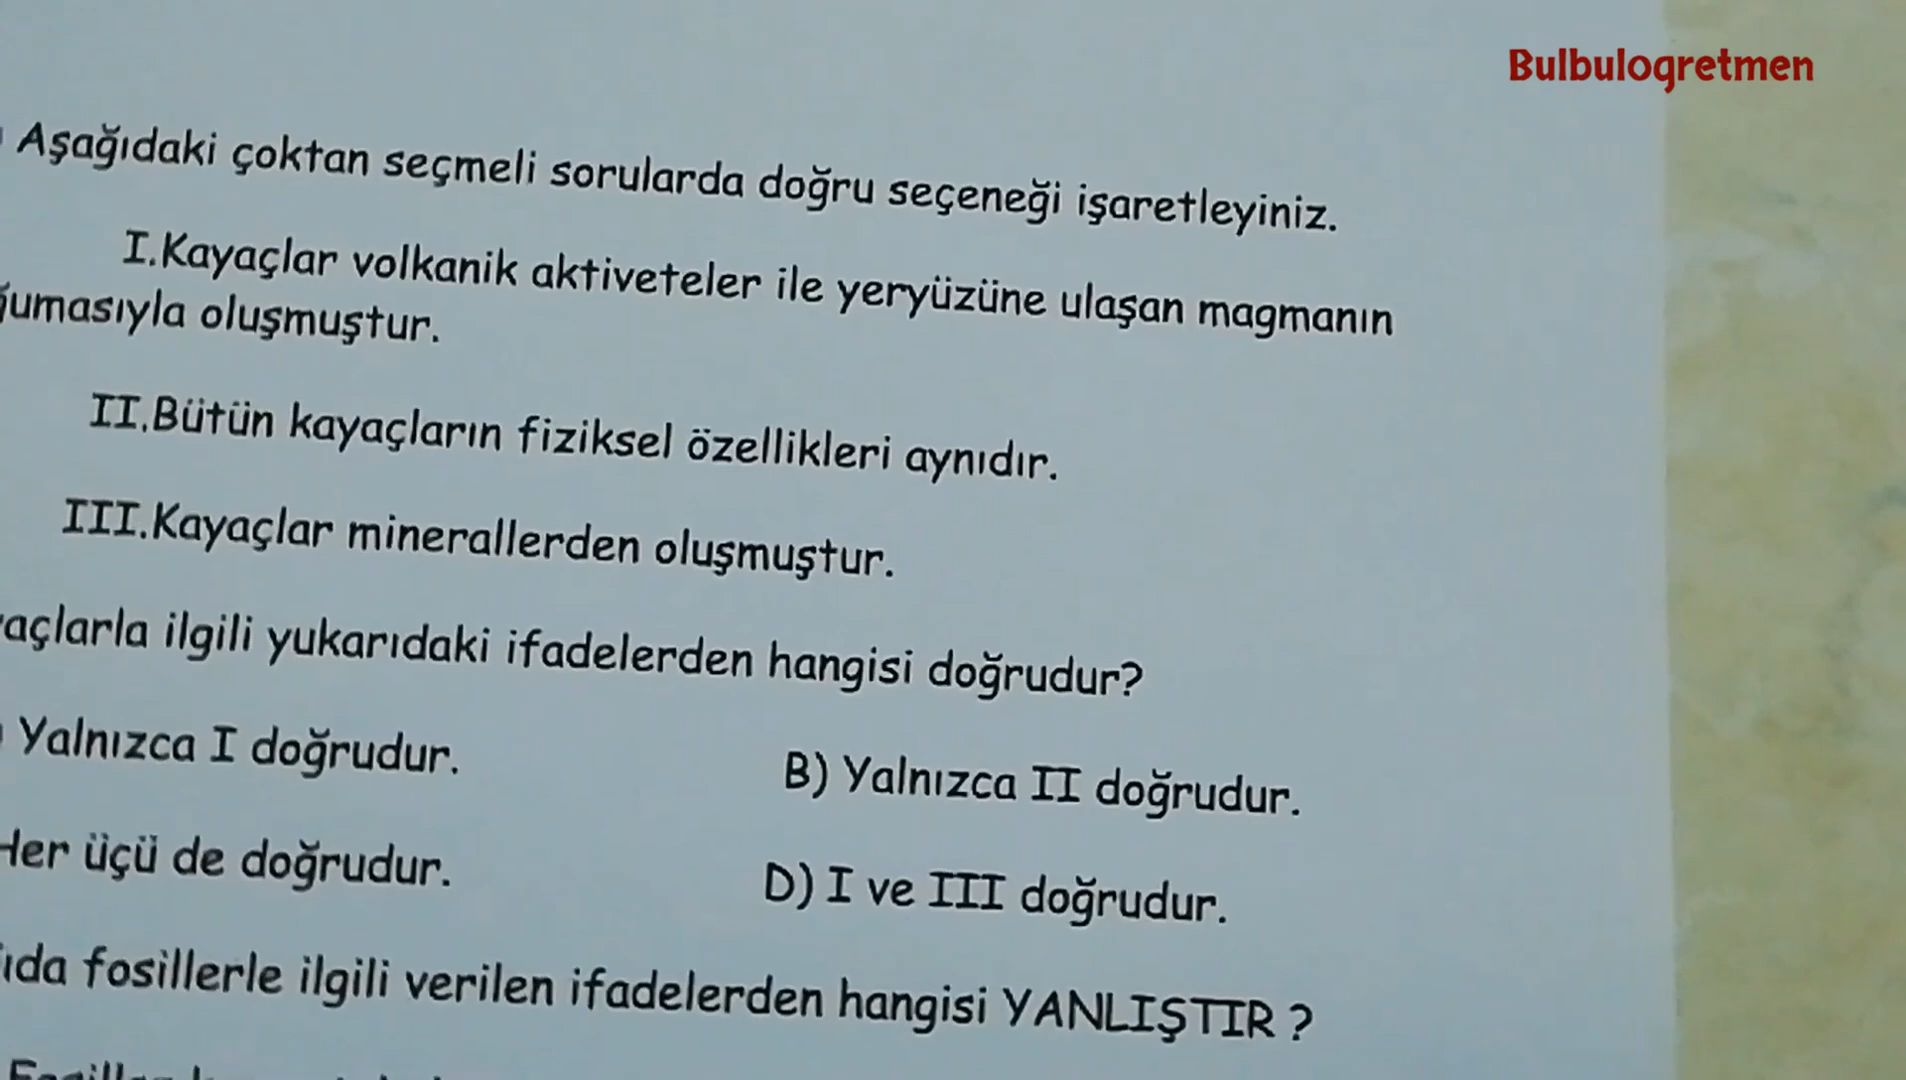 Bulbulogretmen
Aşağıdaki çoktan seçmeli sorularda doğru seçeneği işaretleyiniz.
I.Kayaçlar volkanik aktiveteler ile yeryüzüne ulaşan magmanın
ğumasıyla oluşmuştur.
II.Bütün kayaçların fiziksel özellikleri aynıdır.
III.Kayaçlar minerallerden oluşmuştur.
açlarla ilgili yukarıdaki ifadelerden hangisi doğrudur?
Yalnızca I doğrudur.
B) Yalnızca II doğrudur.
Her üçü de doğrudur.
D) I ve III doğrudur.
ıda fosillerle ilgili verilen ifadelerden hangisi YANLIŞTIR ?